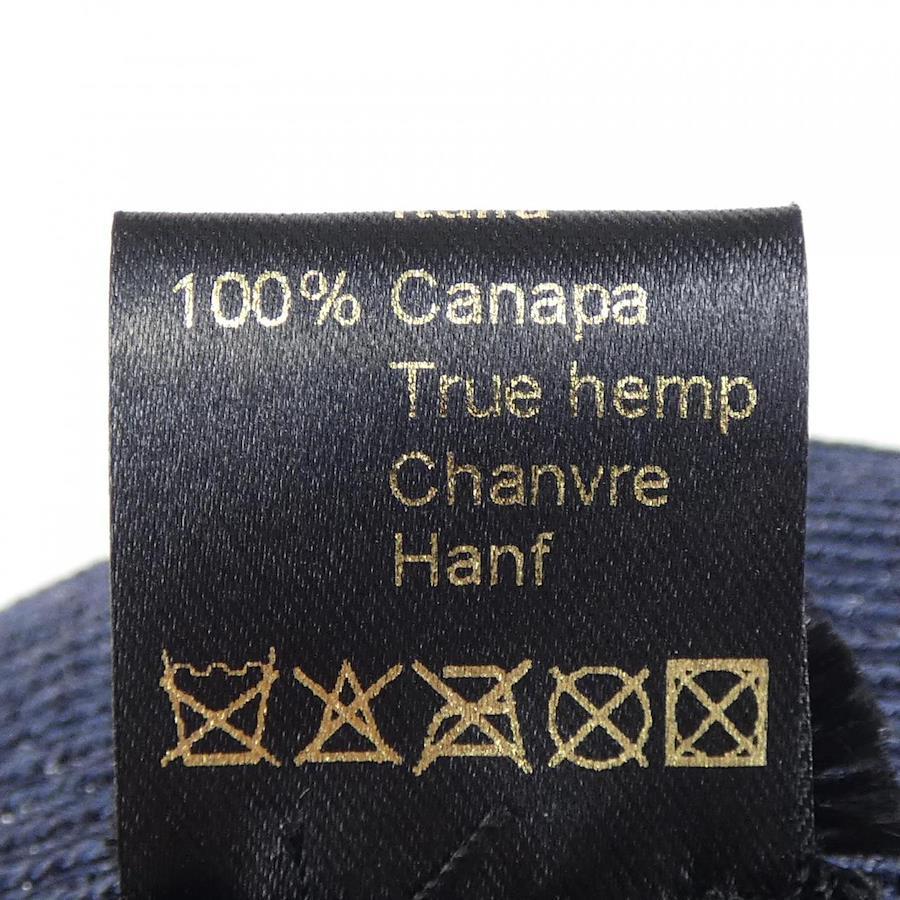 100% Canapa
True hemp
Chanvre
Hanf